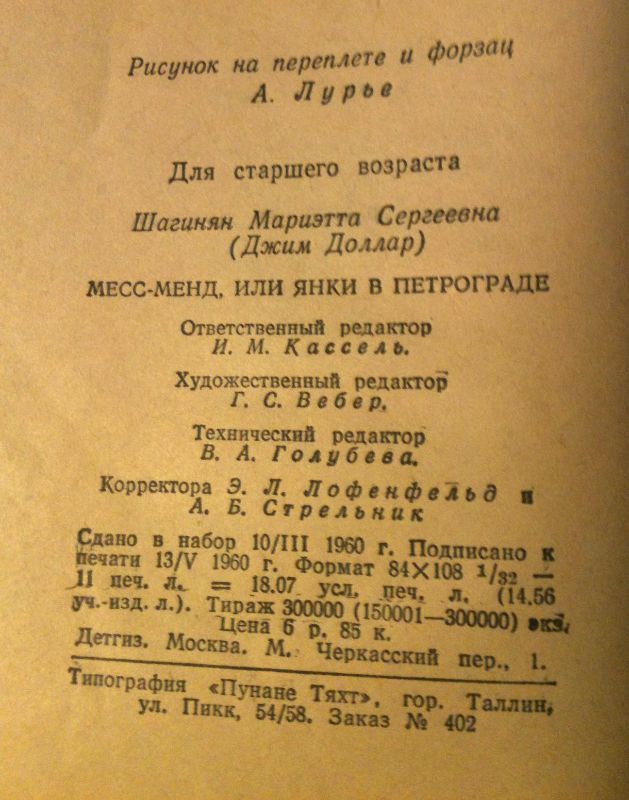 Рисунок на переплете и форзац
А. Лурье
Для старшего возраста
Шагинян Мариэтта Сергеевна
(Джим Доллар)
МЕСС-МЕНД, ИЛИ ЯНКИ В ПЕТРОГРАДЕ
Ответственный редактор
И. М. Кассель.
Художественный редактор
Г. С. Вебер.
Технический редактор
В. А. Голубева.
Корректора Э. Л. Лофенфельд и
А. Б. Стрельник
Сдано в набор 10/III 1960 г. Подписано к
печати 13/V 1960 г. Формат 84×108 1/32 —
11 печ. л. = 18.07 усл. печ. л. (14.56
уч.-изд. л.). Тираж 300000 (150001—300000) экз.
Цена 6 р. 85 к.
Детгиз. Москва. М. Черкасский пер., 1.
Типография «Пунане Тяхт», гор. Таллин,
ул. Пикк, 54/58. Заказ № 402